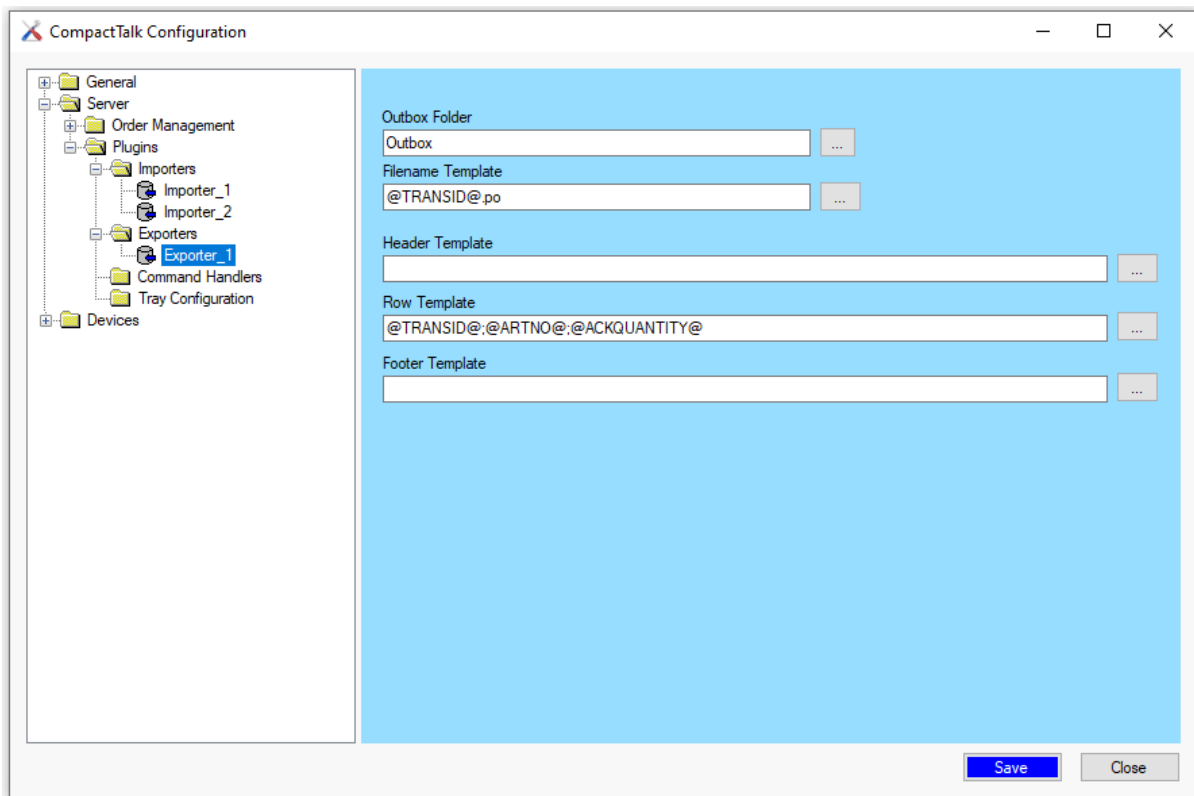 CompactTalk Configuration
General
Server
Order Management
Plugins
Importers
Importer_1
Importer_2
Exporters
Exporter_1
Command Handlers
Tray Configuration
Devices
Outbox Folder
Outbox
...
Filename Template
@TRANSID@.po
...
Header Template
...
Row Template
@TRANSID@;@ARTNO@;@ACKQUANTITY@
...
Footer Template
...
Save
Close